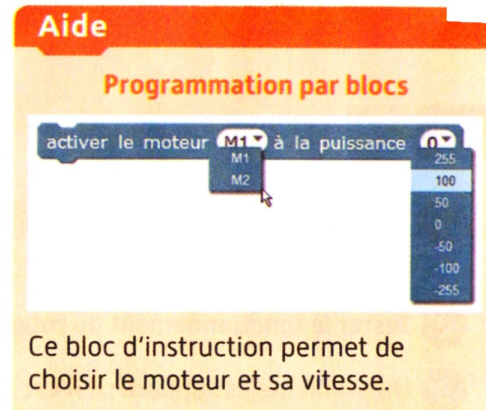 Aide
Programmation par blocs
activer le moteur M1 à la puissance 0
M1
M2
255
100
50
0
-50
-100
-255
Ce bloc d'instruction permet de
choisir le moteur et sa vitesse.